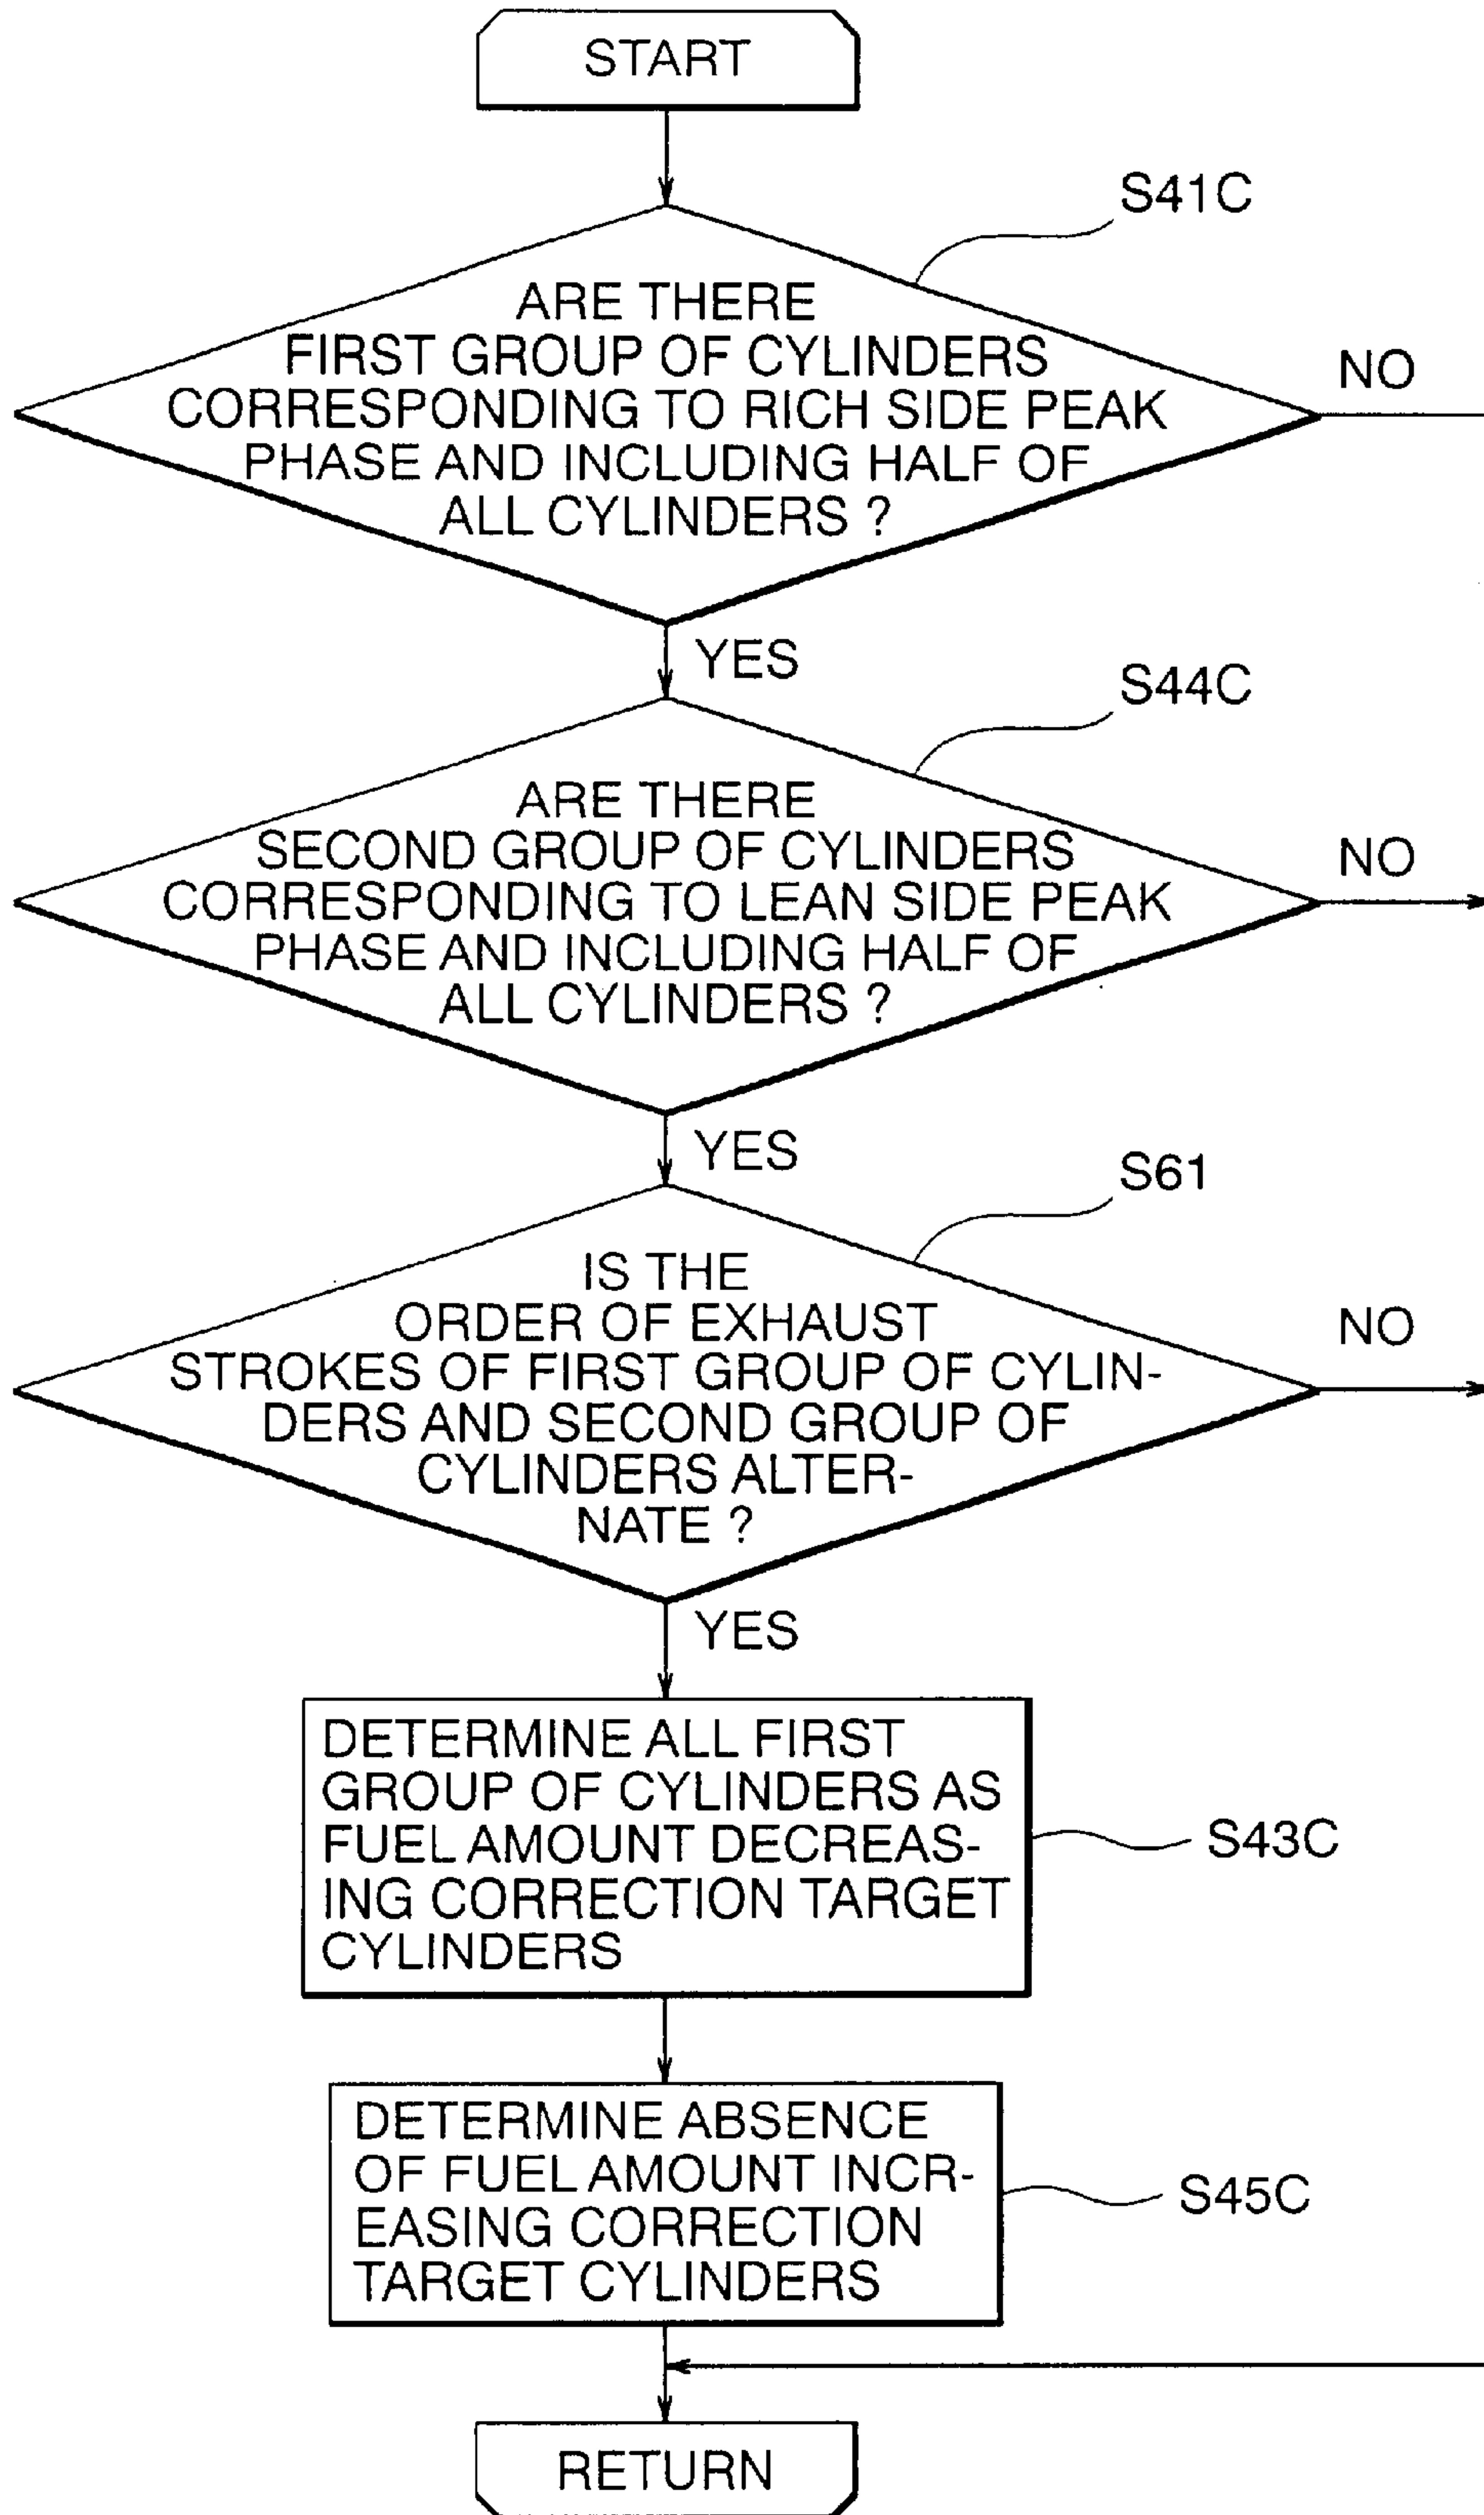 START
S41C
ARE THERE
FIRST GROUP OF CYLINDERS
CORRESPONDING TO RICH SIDE PEAK
PHASE AND INCLUDING HALF OF
ALL CYLINDERS ?
NO
YES
S44C
ARE THERE
SECOND GROUP OF CYLINDERS
CORRESPONDING TO LEAN SIDE PEAK
PHASE AND INCLUDING HALF OF
ALL CYLINDERS ?
NO
YES
S61
IS THE
ORDER OF EXHAUST
STROKES OF FIRST GROUP OF CYLIN-
DERS AND SECOND GROUP OF
CYLINDERS ALTER-
NATE ?
NO
YES
DETERMINE ALL FIRST
GROUP OF CYLINDERS AS
FUEL AMOUNT DECREAS-
ING CORRECTION TARGET
CYLINDERS
S43C
DETERMINE ABSENCE
OF FUEL AMOUNT INCR-
EASING CORRECTION
TARGET CYLINDERS
S45C
RETURN